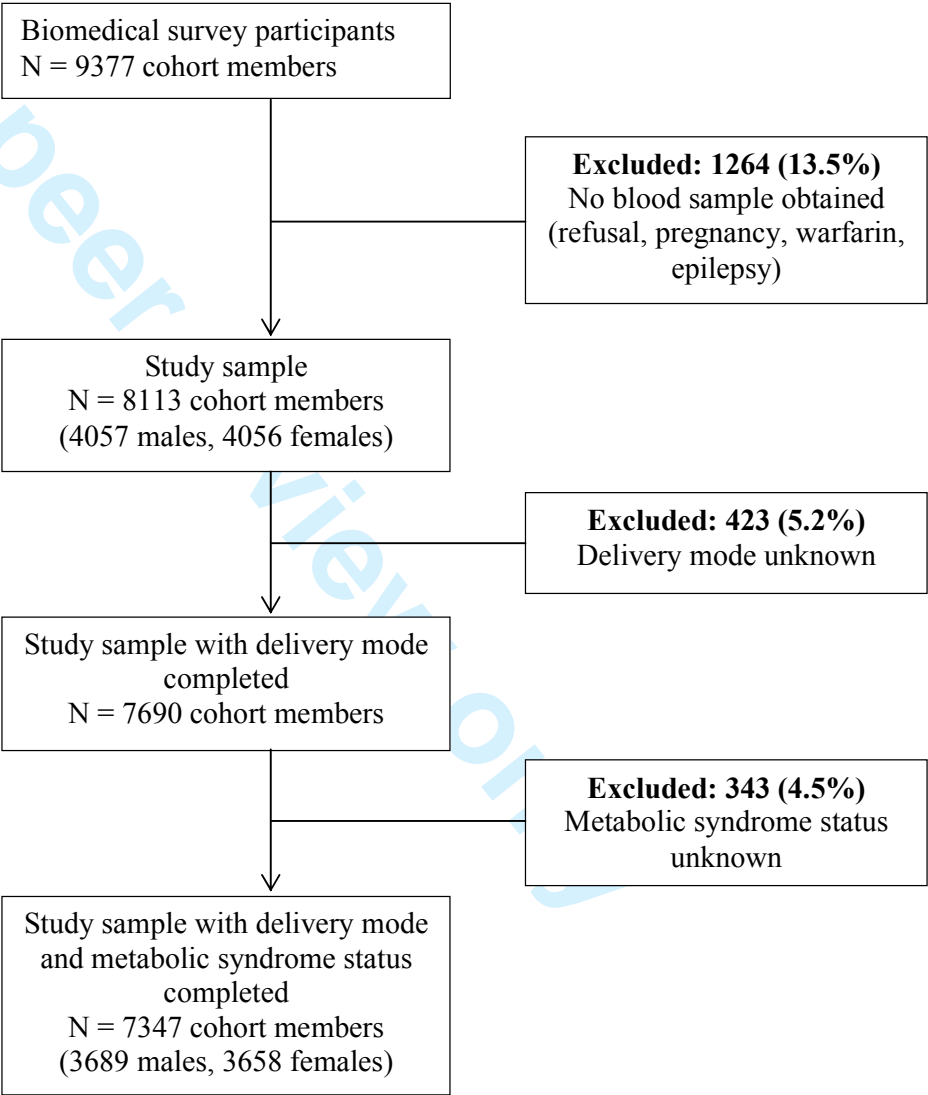 Biomedical survey participants
N = 9377 cohort members
Excluded: 1264 (13.5%)
No blood sample obtained
(refusal, pregnancy, warfarin,
epilepsy)
Study sample
N = 8113 cohort members
(4057 males, 4056 females)
Excluded: 423 (5.2%)
Delivery mode unknown
Study sample with delivery mode
completed
N = 7690 cohort members
Excluded: 343 (4.5%)
Metabolic syndrome status
unknown
Study sample with delivery mode
and metabolic syndrome status
completed
N = 7347 cohort members
(3689 males, 3658 females)
peer
view only